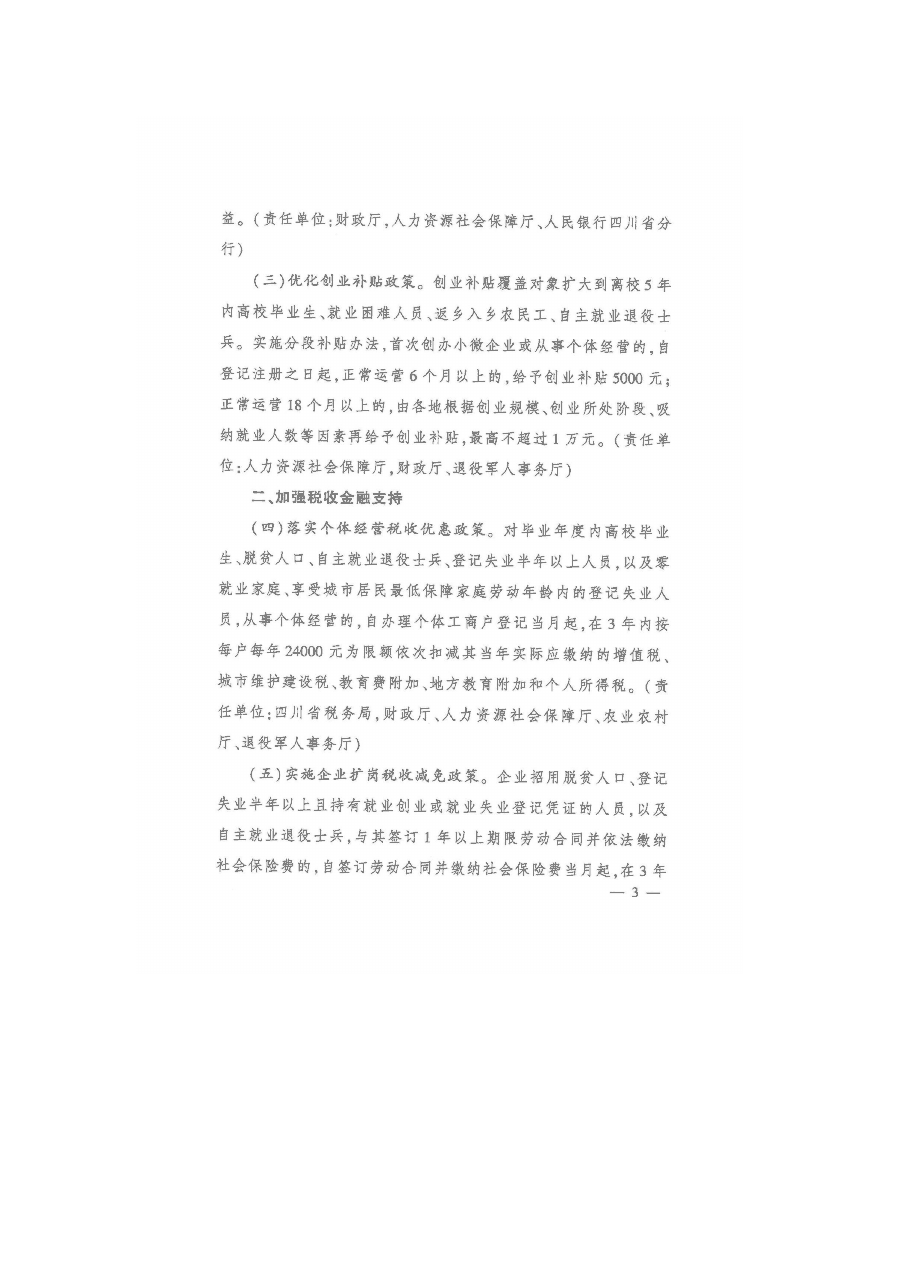 益。(责任单位:财政厅,人力资源社会保障厅、人民银行四川省分
行)
(三)优化创业补贴政策。创业补贴覆盖对象扩大到离校5年
内高校毕业生、就业困难人员、返乡入乡农民工、自主就业退役士
兵。实施分段补贴办法,首次创办小微企业或从事个体经营的,自
登记注册之日起,正常运营6个月以上的,给予创业补贴5000元;
正常运营18个月以上的,由各地根据创业规模、创业所处阶段、吸
纳就业人数等因素再给予创业补贴,最高不超过1万元。(责任单
位:人力资源社会保障厅,财政厅、退役军人事务厅)
二、加强税收金融支持
(四)落实个体经营税收优惠政策。对毕业年度内高校毕业
生、脱贫人口、自主就业退役士兵、登记失业半年以上人员,以及零
就业家庭、享受城市居民最低保障家庭劳动年龄内的登记失业人
员,从事个体经营的,自办理个体工商户登记当月起,在3年内按
每户每年24000元为限额依次扣减其当年实际应缴纳的增值税、
城市维护建设税、教育费附加、地方教育附加和个人所得税。(责
任单位:四川省税务局,财政厅、人力资源社会保障厅、农业农村
厅、退役军人事务厅)
(五)实施企业扩岗税收减免政策。企业招用脱贫人口、登记
失业半年以上且持有就业创业或就业失业登记凭证的人员,以及
自主就业退役士兵,与其签订1年以上期限劳动合同并依法缴纳
社会保险费的,自签订劳动合同并缴纳社会保险费当月起,在3年
— 3 —